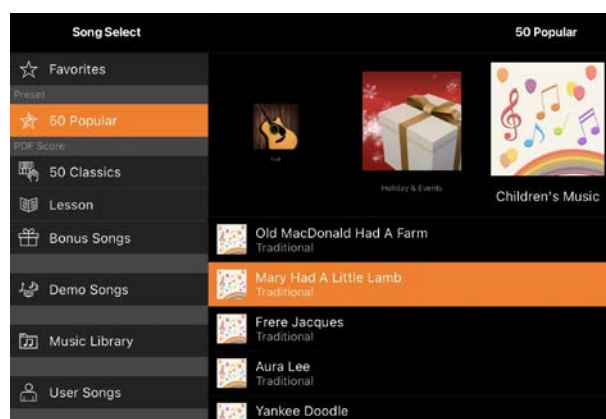 Song Select
Favorites
Preset
50 Popular
PDF Score
50 Classics
Lesson
Bonus Songs
Demo Songs
Music Library
User Songs
50 Popular
Folk
Holiday & Events
Children's Music
Old MacDonald Had A Farm
Traditional
Mary Had A Little Lamb
Traditional
Frere Jacques
Traditional
Aura Lee
Traditional
Yankee Doodle